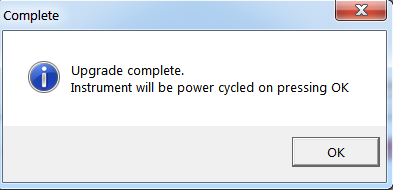 Complete
Upgrade complete.
Instrument will be power cycled on pressing OK
OK